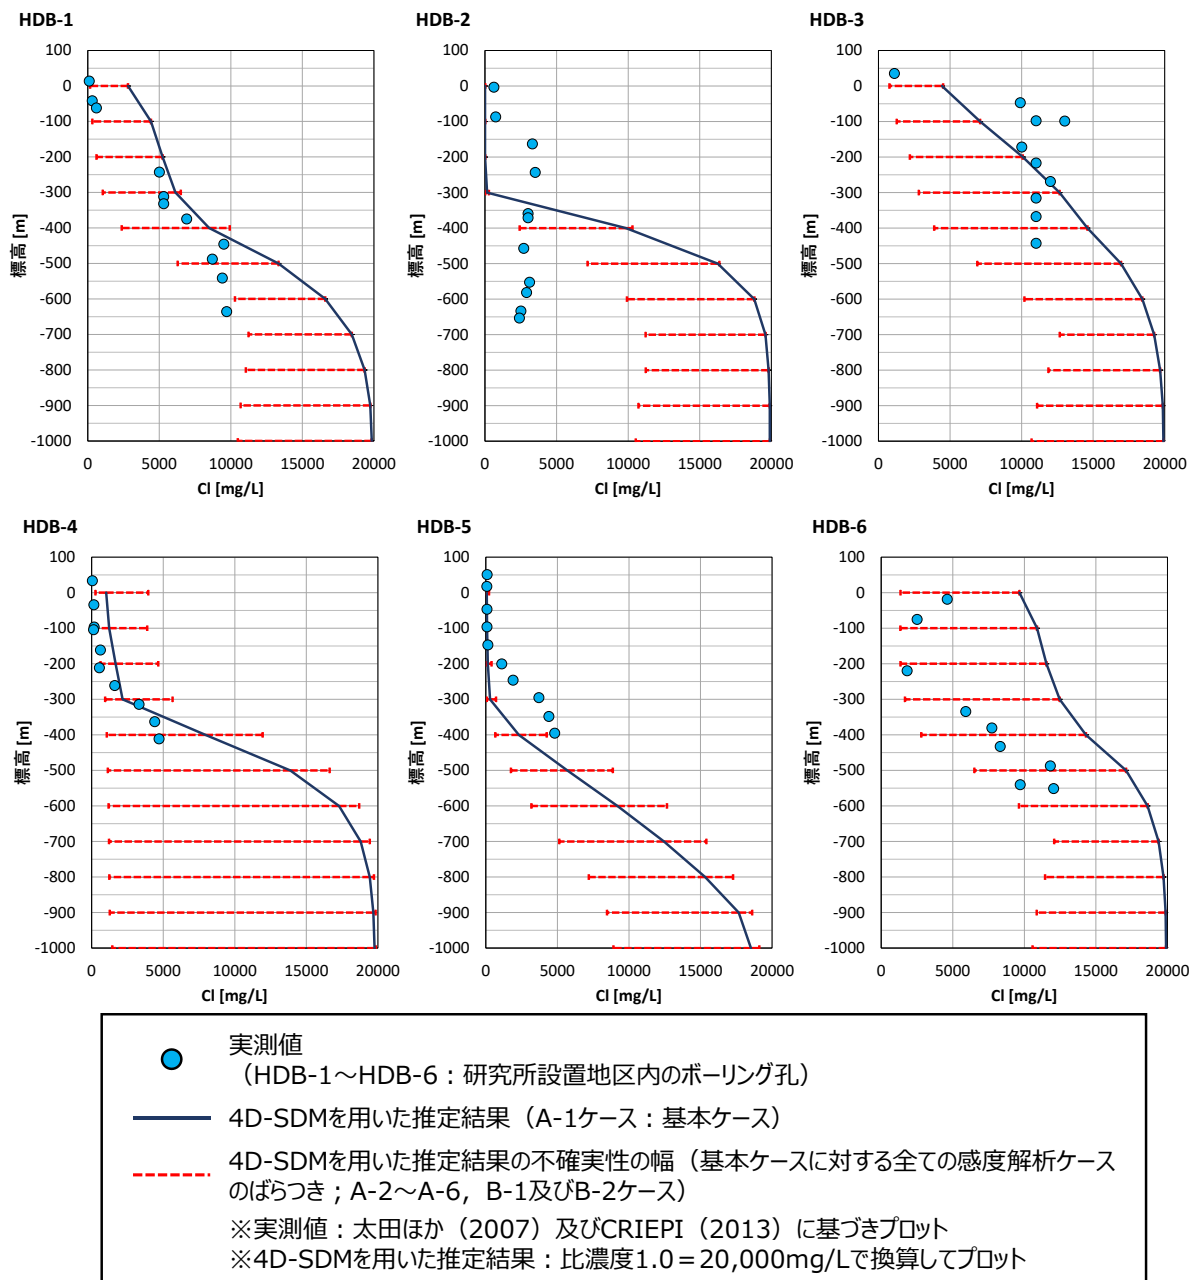 HDB-1
100
0
-100
-200
-300
-400
-500
-600
-700
-800
-900
-1000
標高 [m]
0 5000 10000 15000 20000
Cl [mg/L]
HDB-2
100
0
-100
-200
-300
-400
-500
-600
-700
-800
-900
-1000
標高 [m]
0 5000 10000 15000 20000
Cl [mg/L]
HDB-3
100
0
-100
-200
-300
-400
-500
-600
-700
-800
-900
-1000
標高 [m]
0 5000 10000 15000 20000
Cl [mg/L]
HDB-4
100
0
-100
-200
-300
-400
-500
-600
-700
-800
-900
-1000
標高 [m]
0 5000 10000 15000 20000
Cl [mg/L]
HDB-5
100
0
-100
-200
-300
-400
-500
-600
-700
-800
-900
-1000
標高 [m]
0 5000 10000 15000 20000
Cl [mg/L]
HDB-6
100
0
-100
-200
-300
-400
-500
-600
-700
-800
-900
-1000
標高 [m]
0 5000 10000 15000 20000
Cl [mg/L]
実測値
（HDB-1～HDB-6：研究所設置地区内のボーリング孔）
4D-SDMを用いた推定結果（A-1ケース：基本ケース）
4D-SDMを用いた推定結果の不確実性の幅（基本ケースに対する全ての感度解析ケース
のばらつき；A-2～A-6，B-1及びB-2ケース）
※実測値：太田ほか（2007）及びCRIEPI（2013）に基づきプロット
※4D-SDMを用いた推定結果：比濃度1.0＝20,000mg/Lで換算してプロット